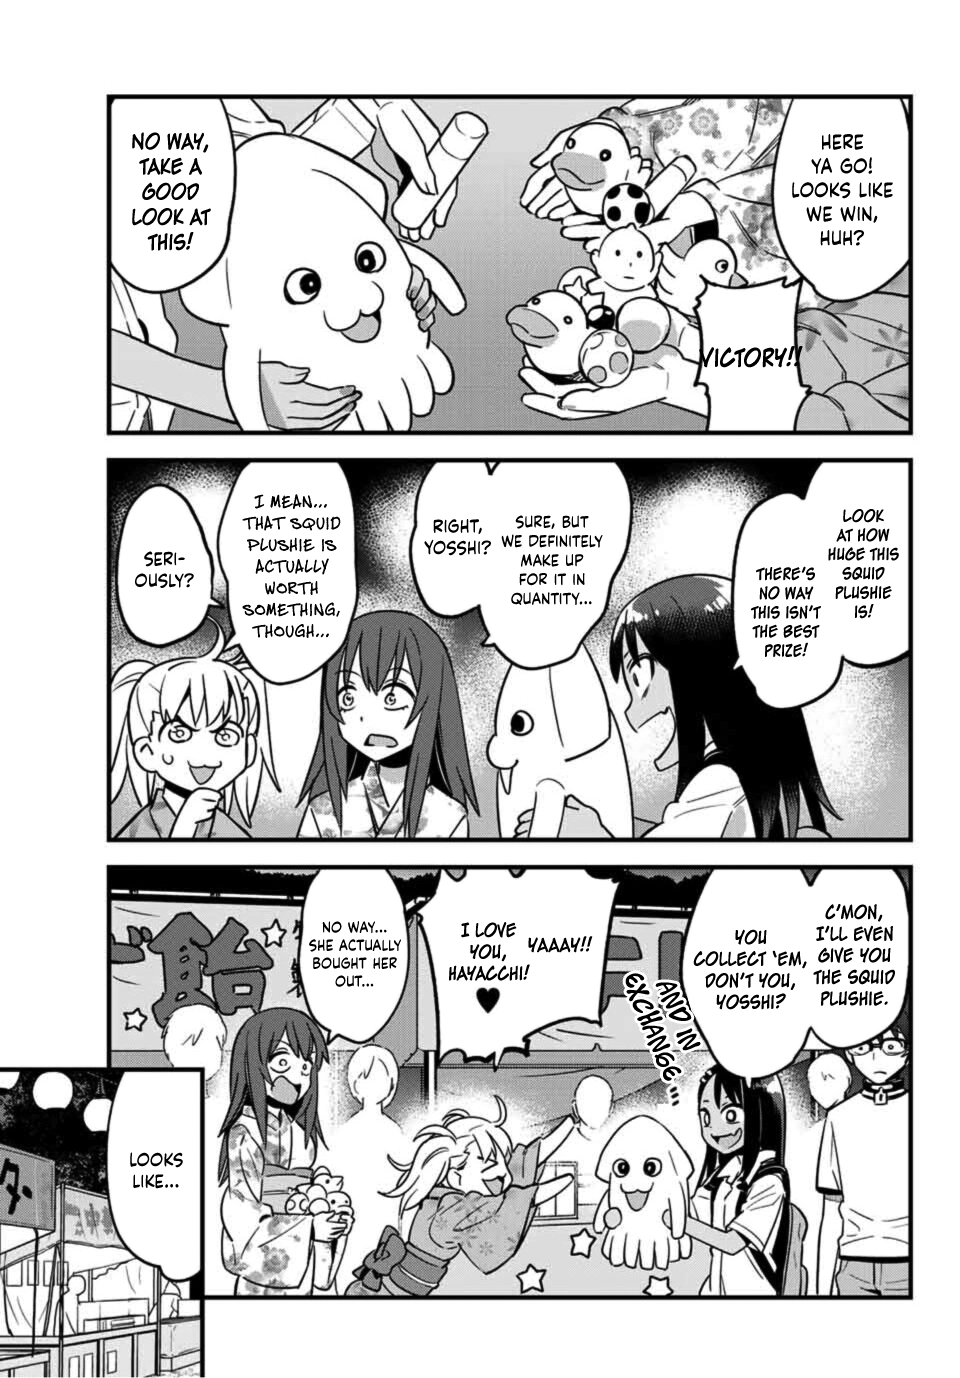 HERE
YA GO!
LOOKS LIKE
WE WIN,
HUH?
VICTORY!!
NO WAY,
TAKE A
GOOD
LOOK AT
THIS!
LOOK
AT HOW
HUGE THIS
SQUID
PLUSHIE
IS!
THERE'S
NO WAY
THIS ISN'T
THE BEST
PRIZE!
SURE, BUT
WE DEFINITELY
MAKE UP
FOR IT IN
QUANTITY...
RIGHT,
YOSSHI?
I MEAN...
THAT SQUID
PLUSHIE IS
ACTUALLY
WORTH
SOMETHING,
THOUGH...
SERI-
OUSLY?
C'MON,
I'LL EVEN
GIVE YOU
THE SQUID
PLUSHIE.
YOU
COLLECT 'EM,
DON'T YOU,
YOSSHI?
AND IN
EXCHANGE...
YAAAY!!
I LOVE
YOU,
HAYACCHI!
♥
NO WAY...
SHE ACTUALLY
BOUGHT HER
OUT...
飴
LOOKS
LIKE...
ダ